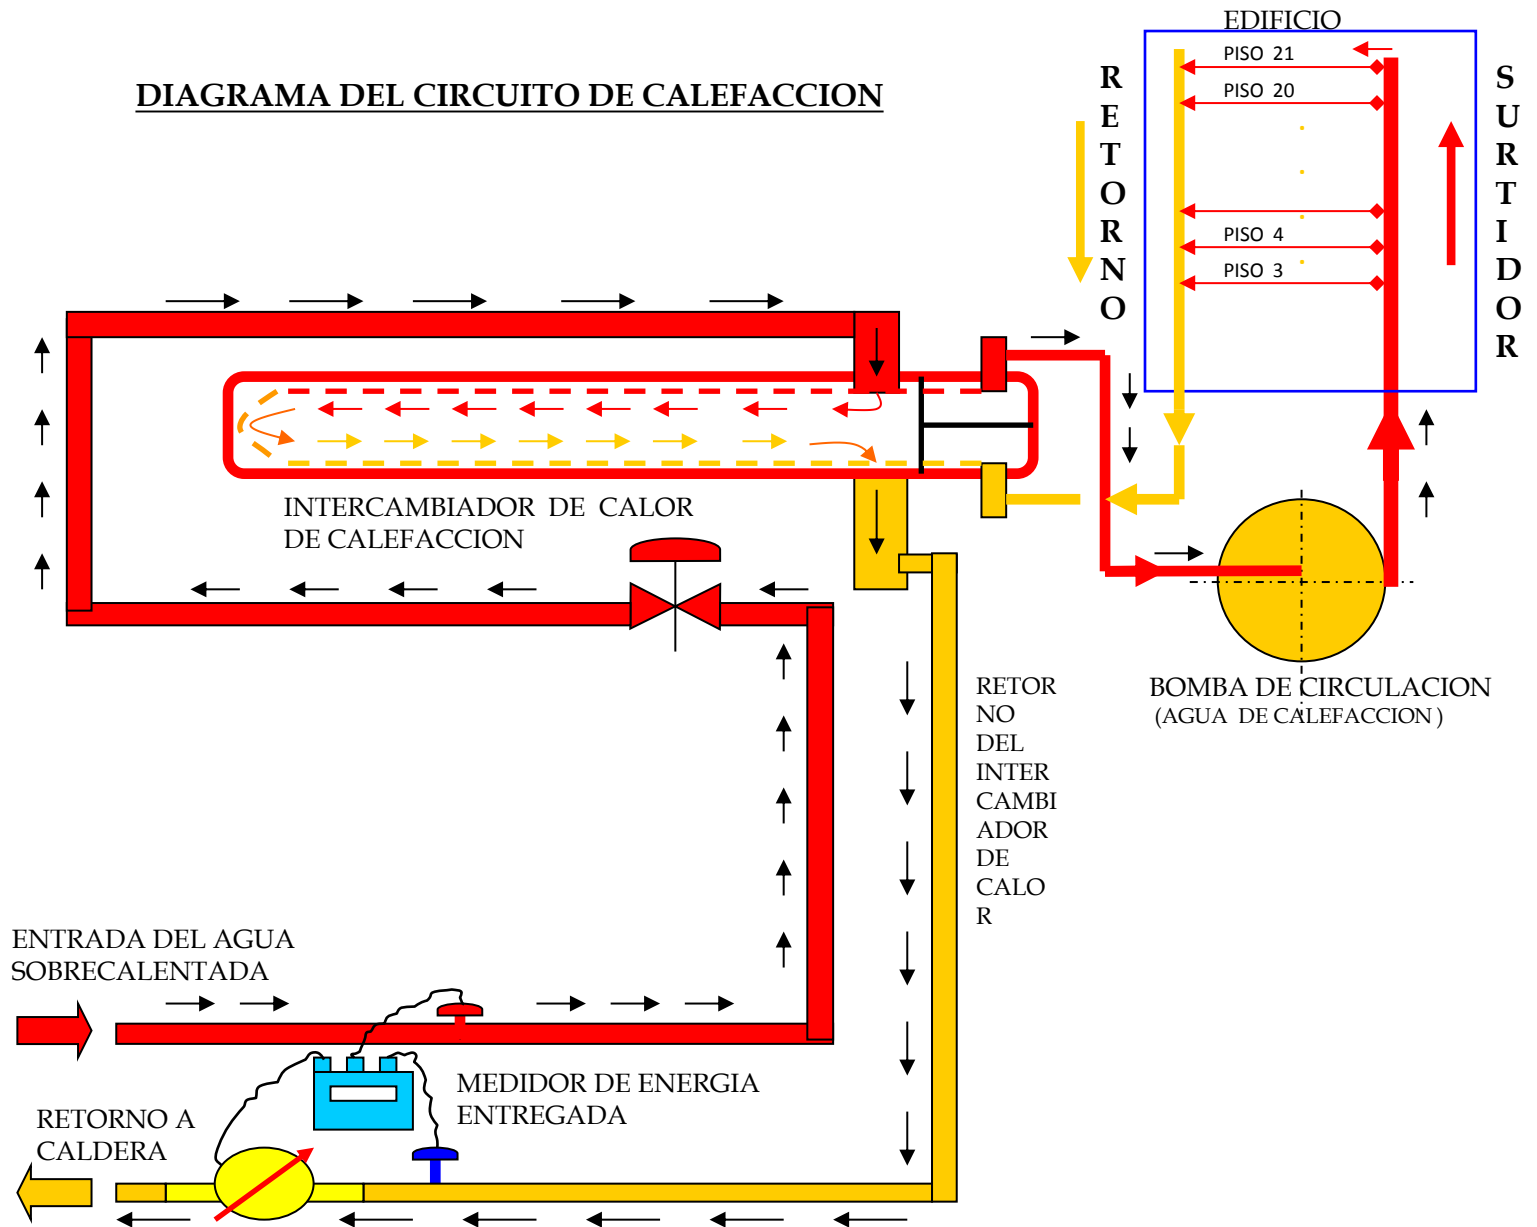 EDIFICIO
DIAGRAMA DEL CIRCUITO DE CALEFACCION
RETORNO
PISO 21
PISO 20
PISO 4
PISO 3
SURTIDOR
INTERCAMBIADOR DE CALOR
DE CALEFACCION
BOMBA DE CIRCULACION
(AGUA DE CALEFACCION )
RETOR
NO
DEL
INTER
CAMBI
ADOR
DE
CALO
R
ENTRADA DEL AGUA
SOBRECALENTADA
MEDIDOR DE ENERGIA
ENTREGADA
RETORNO A
CALDERA